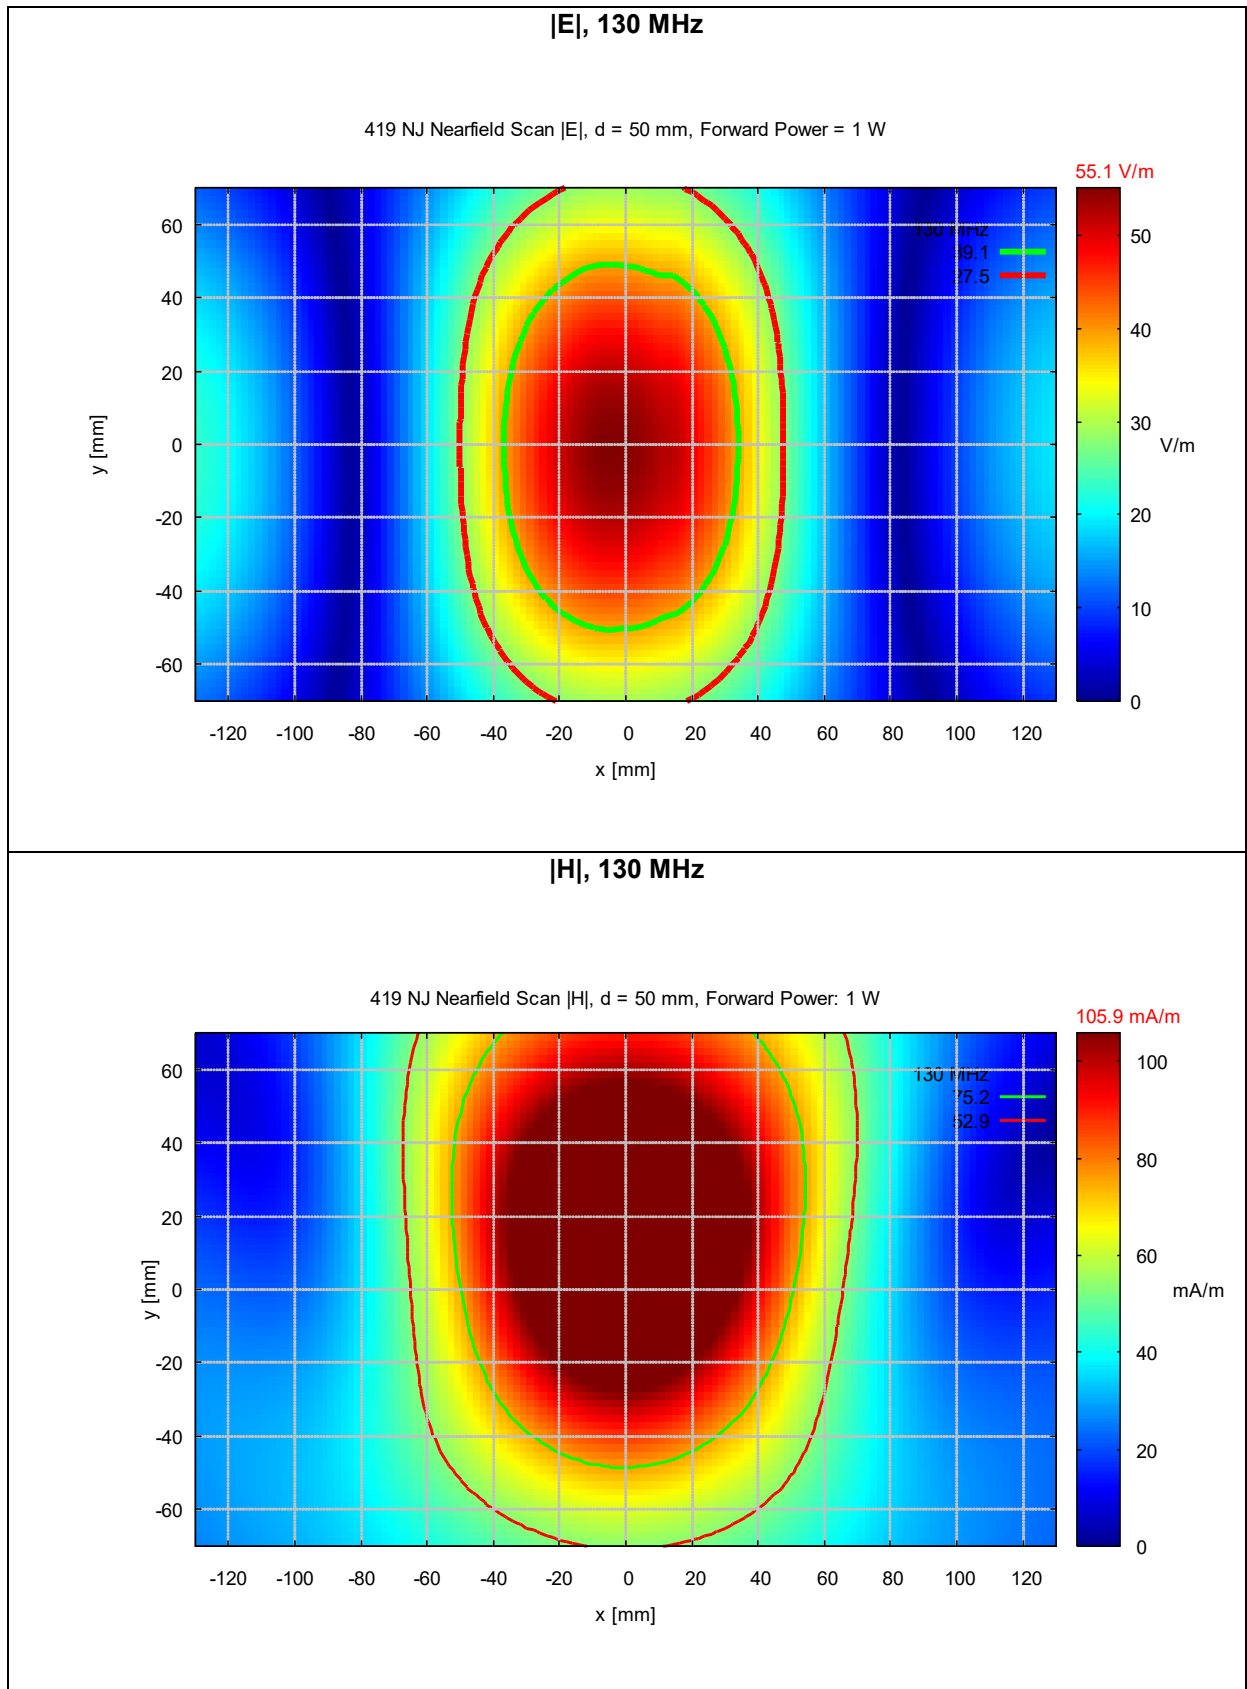 |E|, 130 MHz
419 NJ Nearfield Scan |E|, d = 50 mm, Forward Power = 1 W
55.1 V/m
130 MHz
39.1
27.5
60
40
20
0
-20
-40
-60
y [mm]
-120 -100 -80 -60 -40 -20 0 20 40 60 80 100 120
x [mm]
50
40
30
20
10
0
V/m
|H|, 130 MHz
419 NJ Nearfield Scan |H|, d = 50 mm, Forward Power: 1 W
105.9 mA/m
130 MHz
75.2
52.9
60
40
20
0
-20
-40
-60
y [mm]
-120 -100 -80 -60 -40 -20 0 20 40 60 80 100 120
x [mm]
100
80
60
40
20
0
mA/m